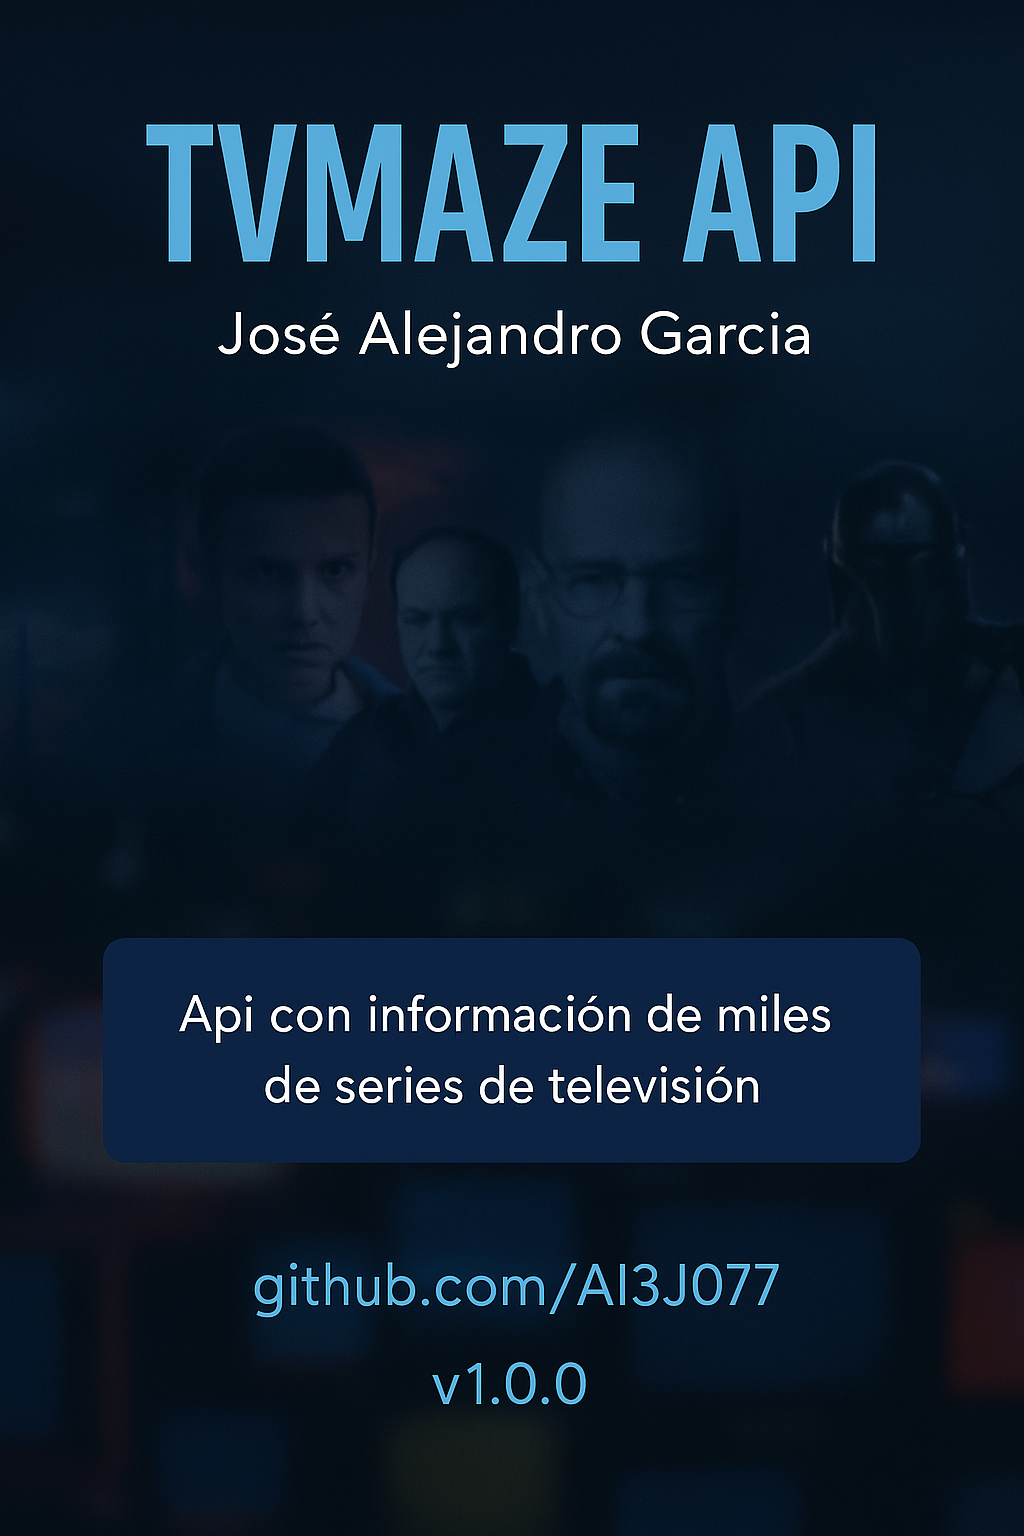 TVMAZE API
José Alejandro Garcia
Api con información de miles
de series de televisión
github.com/AI3J077
v1.0.0